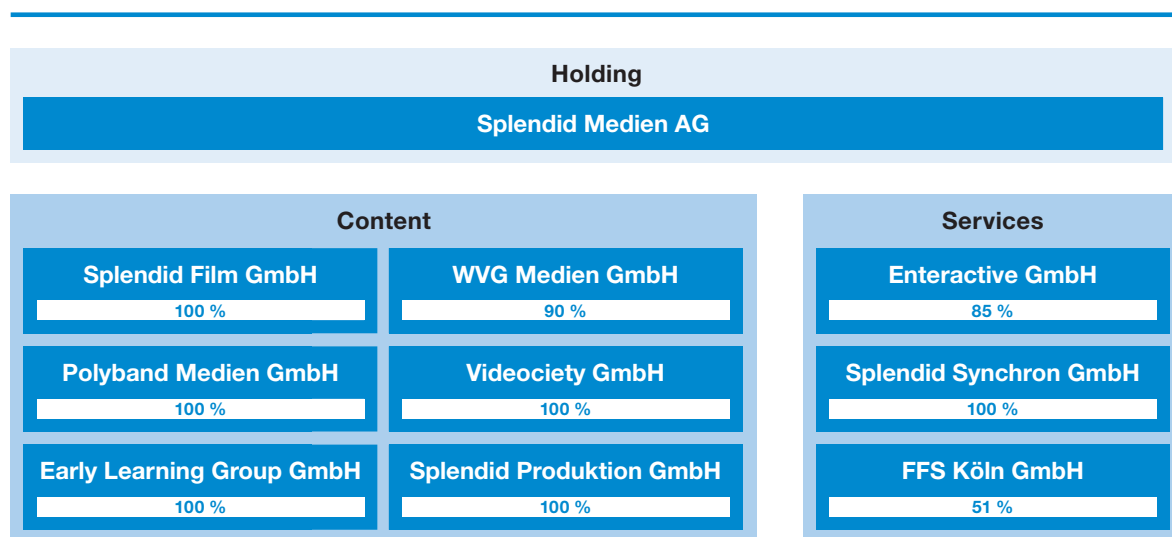 Holding
Splendid Medien AG
Content
Splendid Film GmbH
100 %
WVG Medien GmbH
90 %
Polyband Medien GmbH
100 %
Videociety GmbH
100 %
Early Learning Group GmbH
100 %
Splendid Produktion GmbH
100 %
Services
Enteractive GmbH
85 %
Splendid Synchron GmbH
100 %
FFS Köln GmbH
51 %